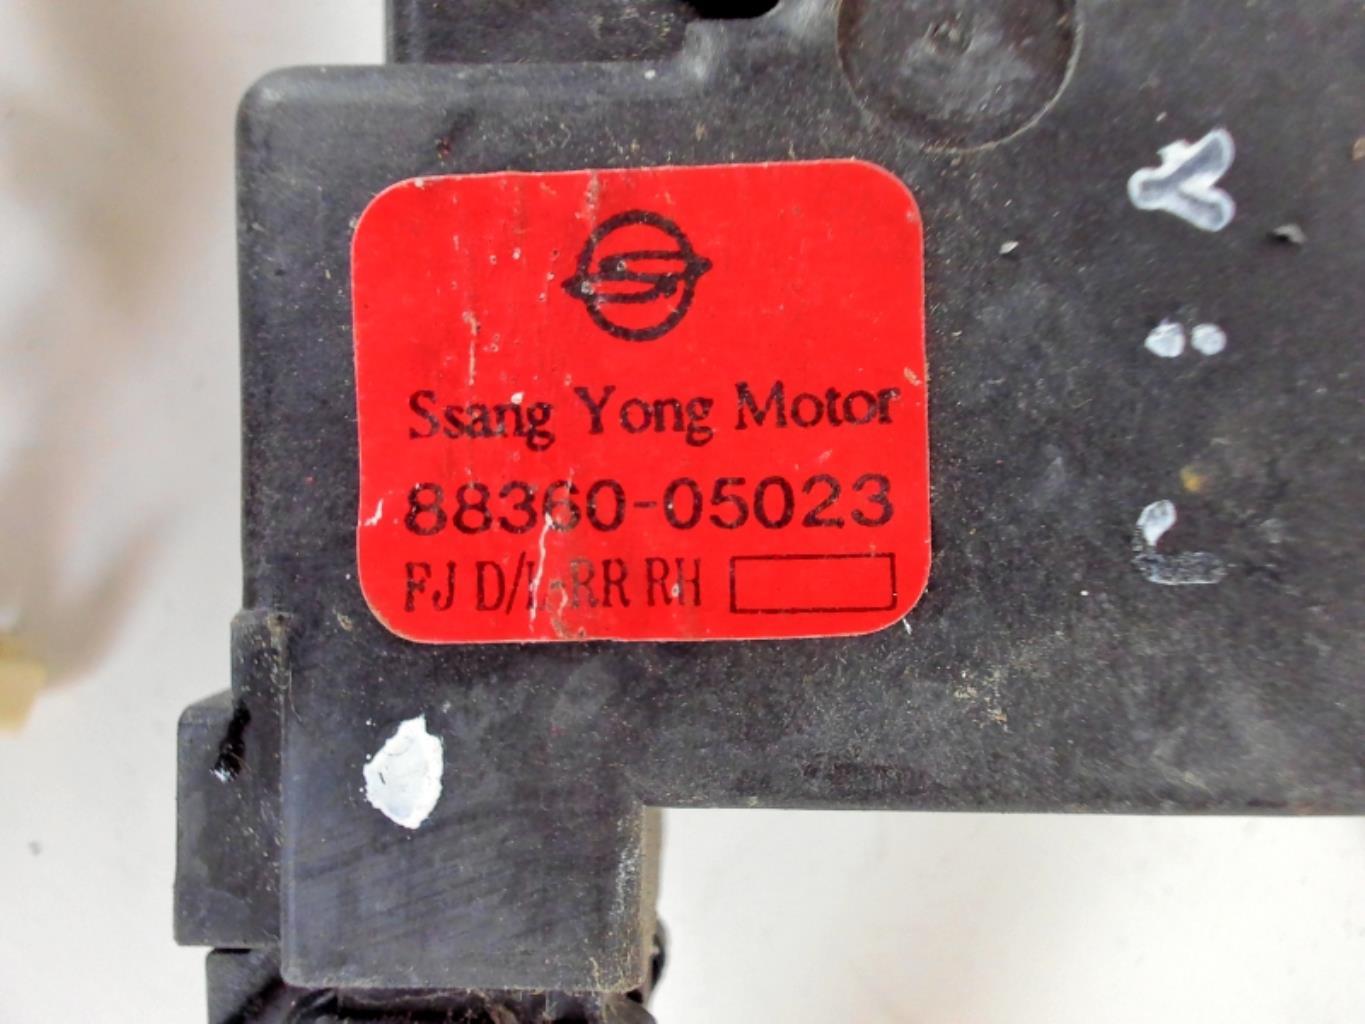 Ssang Yong Motor
88360-05023
FJ D/L-RR RH